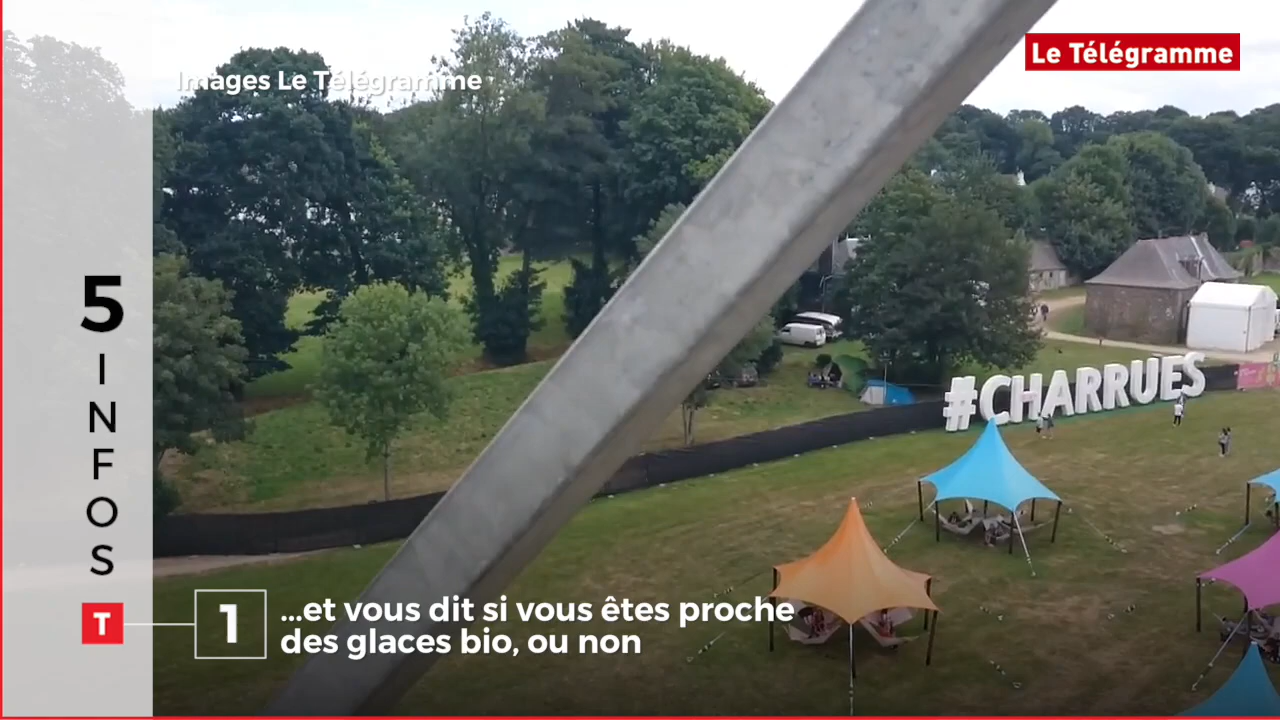 Le Télégramme
Images Le Télégramme
#CHARRUES
5
INFOS
T
1
...et vous dit si vous êtes proche
des glaces bio, ou non